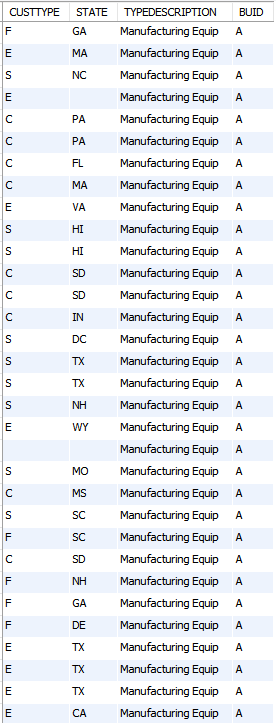 CUSTTYPE STATE TYPEDESCRIPTION BUID
F GA Manufacturing Equip A
E MA Manufacturing Equip A
S NC Manufacturing Equip A
E Manufacturing Equip A
C PA Manufacturing Equip A
C PA Manufacturing Equip A
C FL Manufacturing Equip A
C MA Manufacturing Equip A
E VA Manufacturing Equip A
S HI Manufacturing Equip A
S HI Manufacturing Equip A
C SD Manufacturing Equip A
C SD Manufacturing Equip A
C IN Manufacturing Equip A
S DC Manufacturing Equip A
S TX Manufacturing Equip A
S TX Manufacturing Equip A
S NH Manufacturing Equip A
E WY Manufacturing Equip A
Manufacturing Equip A
S MO Manufacturing Equip A
C MS Manufacturing Equip A
S SC Manufacturing Equip A
F SC Manufacturing Equip A
C SD Manufacturing Equip A
F NH Manufacturing Equip A
F GA Manufacturing Equip A
F DE Manufacturing Equip A
E TX Manufacturing Equip A
E TX Manufacturing Equip A
E TX Manufacturing Equip A
E CA Manufacturing Equip A